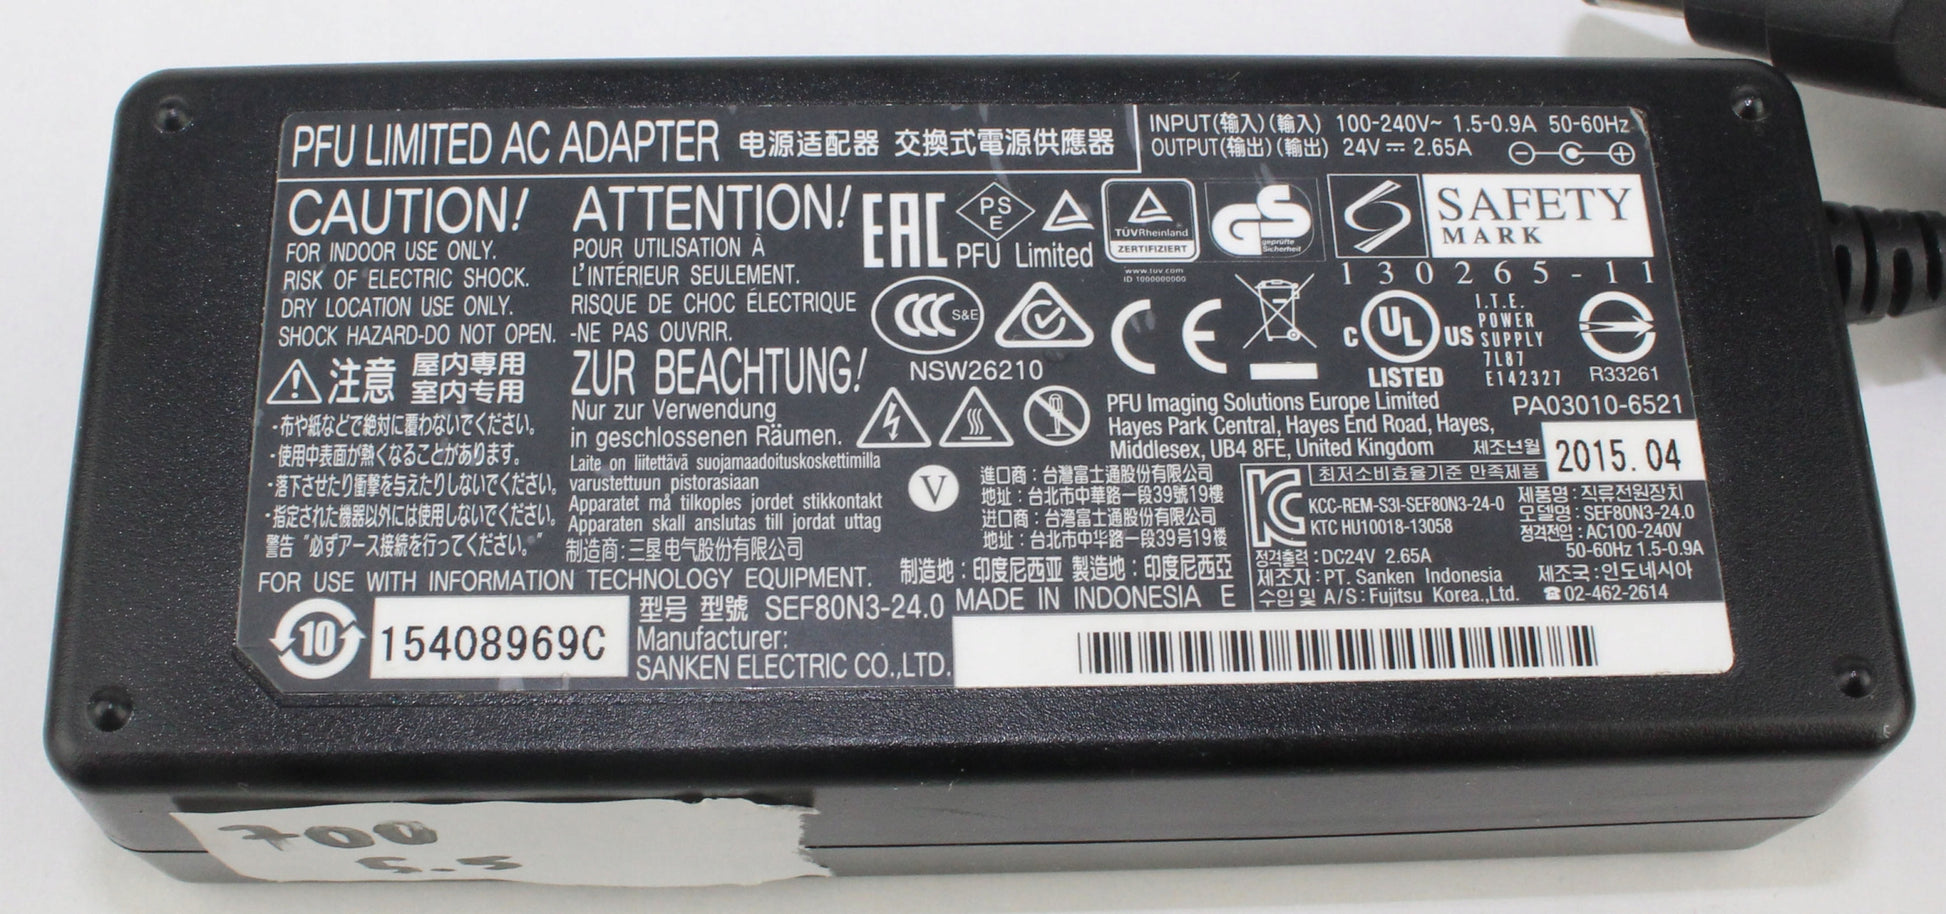 PFU LIMITED AC ADAPTER 电源适配器 交換式電源供應器
INPUT(输入)(輸入) 100-240V~ 1.5-0.9A 50-60Hz
OUTPUT(输出)(輸出) 24V⎓ 2.65A
CAUTION!
FOR INDOOR USE ONLY.
RISK OF ELECTRIC SHOCK.
DRY LOCATION USE ONLY.
SHOCK HAZARD-DO NOT OPEN.
注意 屋内専用
室内专用
・布や紙などで絶対に覆わないでください。
・使用中表面が熱くなることがあります。
・落下させたり衝撃を与えたりしないでください。
・指定された機器以外には使用しないでください。
警告 "必ずアース接続を行ってください。"
ATTENTION!
POUR UTILISATION À
L'INTÉRIEUR SEULEMENT.
RISQUE DE CHOC ÉLECTRIQUE
-NE PAS OUVRIR.
ZUR BEACHTUNG!
Nur zur Verwendung
in geschlossenen Räumen.
Laite on liitettävä suojamaadoituskoskettimilla
varustettuun pistorasiaan
Apparatet må tilkoples jordet stikkontakt
Apparaten skall anslutas till jordat uttag
制造商:三垦电气股份有限公司
FOR USE WITH INFORMATION TECHNOLOGY EQUIPMENT.
EAC
PS
E
PFU Limited
TÜVRheinland
ZERTIFIZIERT
www.tuv.com
ID 1000000000
GS
geprüfte
Sicherheit
SAFETY
MARK
130265-11
CCC S&E
NSW26210
CE
C UL US
LISTED
I.T.E.
POWER
SUPPLY
7L87
E142327
R33261
PFU Imaging Solutions Europe Limited
Hayes Park Central, Hayes End Road, Hayes,
Middlesex, UB4 8FE, United Kingdom
PA03010-6521
제조년월
2015.04
V
進口商:台灣富士通股份有限公司
地址:台北市中華路一段39號19樓
进口商:台湾富士通股份有限公司
地址:台北市中华路一段39号19楼
制造地:印度尼西亚 製造地:印度尼西亞
MADE IN INDONESIA E
KC
최저소비효율기준 만족제품
KCC-REM-S3I-SEF80N3-24-0
KTC HU10018-13058
정격출력:DC24V 2.65A
제조자:PT. Sanken Indonesia
수입 및 A/S:Fujitsu Korea.,Ltd.
제품명:직류전원장치
모델명:SEF80N3-24.0
정격전압:AC100-240V
50-60Hz 1.5-0.9A
제조국:인도네시아
☎02-462-2614
10
15408969C
型号 型號 SEF80N3-24.0
Manufacturer:
SANKEN ELECTRIC CO.,LTD.
700
5.5